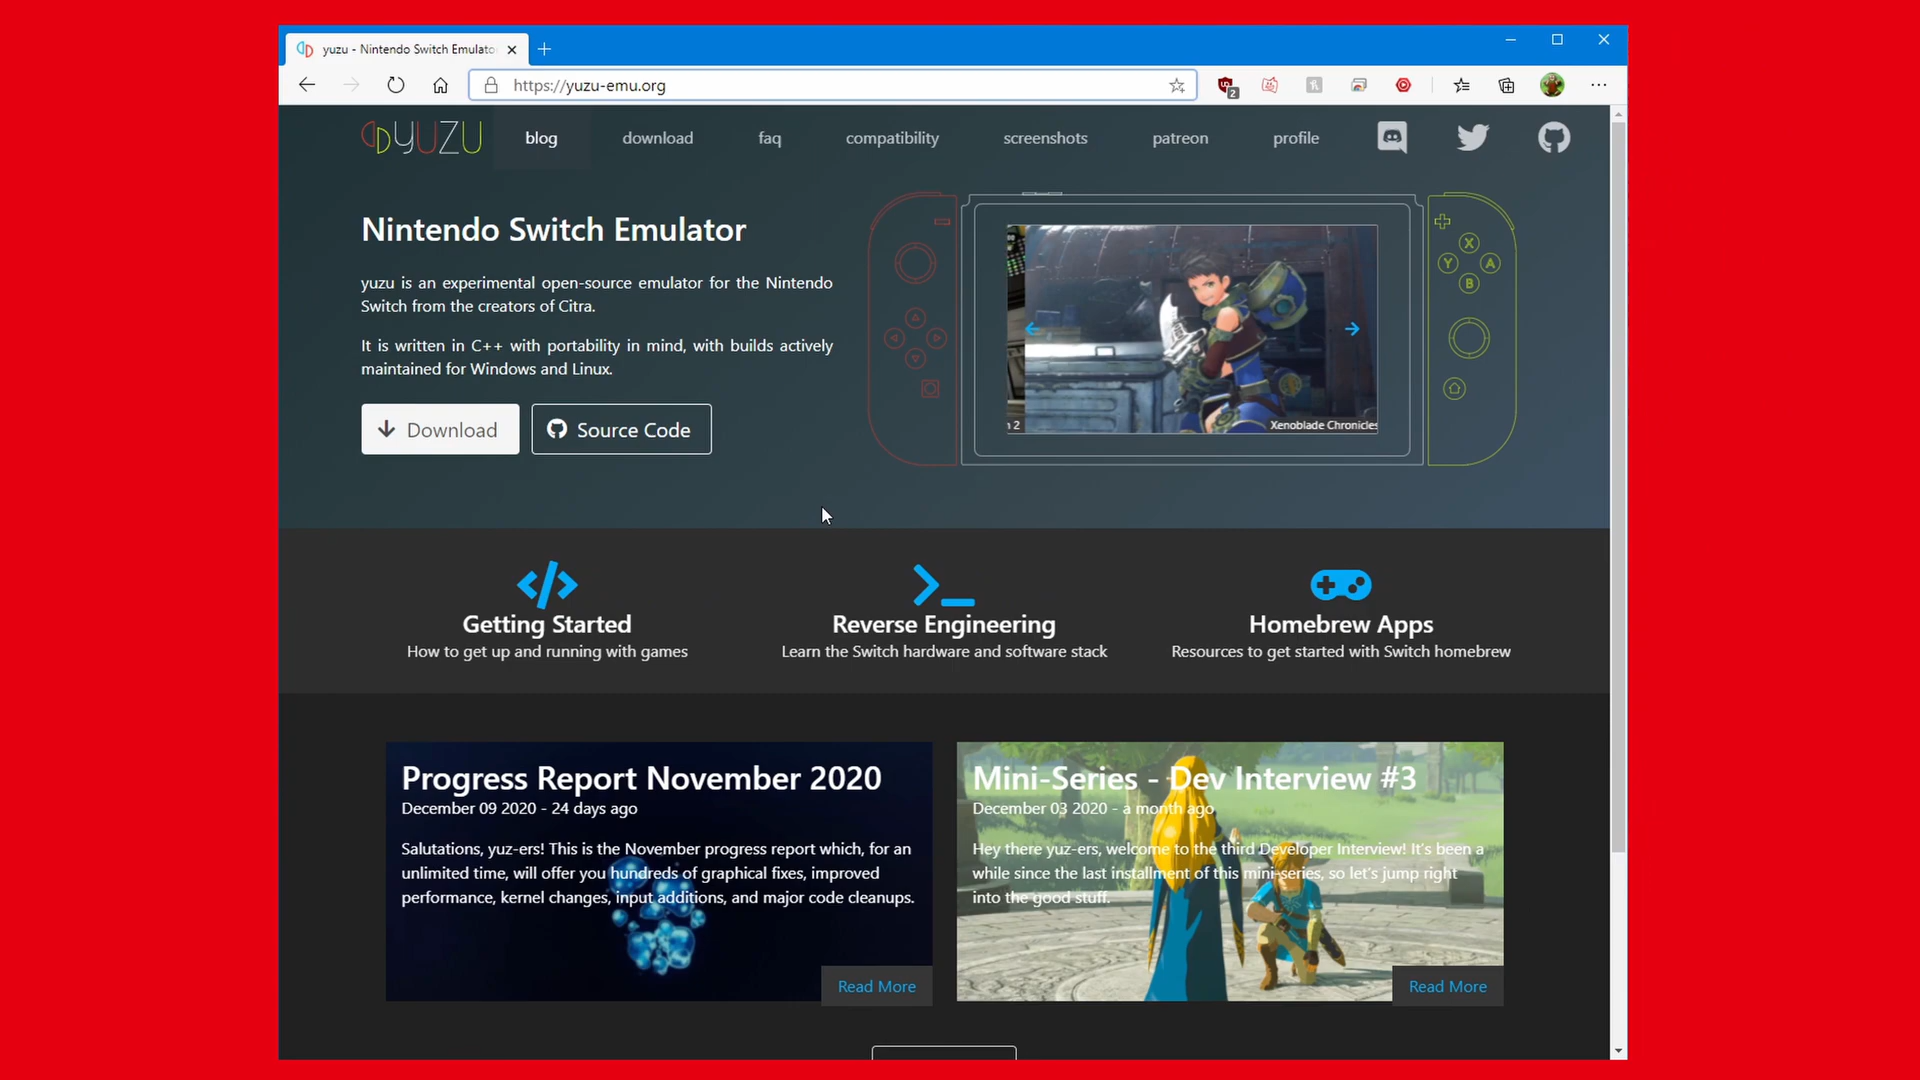 yuzu - Nintendo Switch Emulato
https://yuzu-emu.org
2
YUZU
blog
download
faq
compatibility
screenshots
patreon
profile
Nintendo Switch Emulator
yuzu is an experimental open-source emulator for the Nintendo
Switch from the creators of Citra.
It is written in C++ with portability in mind, with builds actively
maintained for Windows and Linux.
Download
Source Code
n 2
Xenoblade Chronicles
X
Y
A
B
Getting Started
How to get up and running with games
Reverse Engineering
Learn the Switch hardware and software stack
Homebrew Apps
Resources to get started with Switch homebrew
Progress Report November 2020
December 09 2020 - 24 days ago
Salutations, yuz-ers! This is the November progress report which, for an
unlimited time, will offer you hundreds of graphical fixes, improved
performance, kernel changes, input additions, and major code cleanups.
Read More
Mini-Series - Dev Interview #3
December 03 2020 - a month ago
Hey there yuz-ers, welcome to the third Developer Interview! It's been a
while since the last installment of this mini-series, so let's jump right
into the good stuff.
Read More